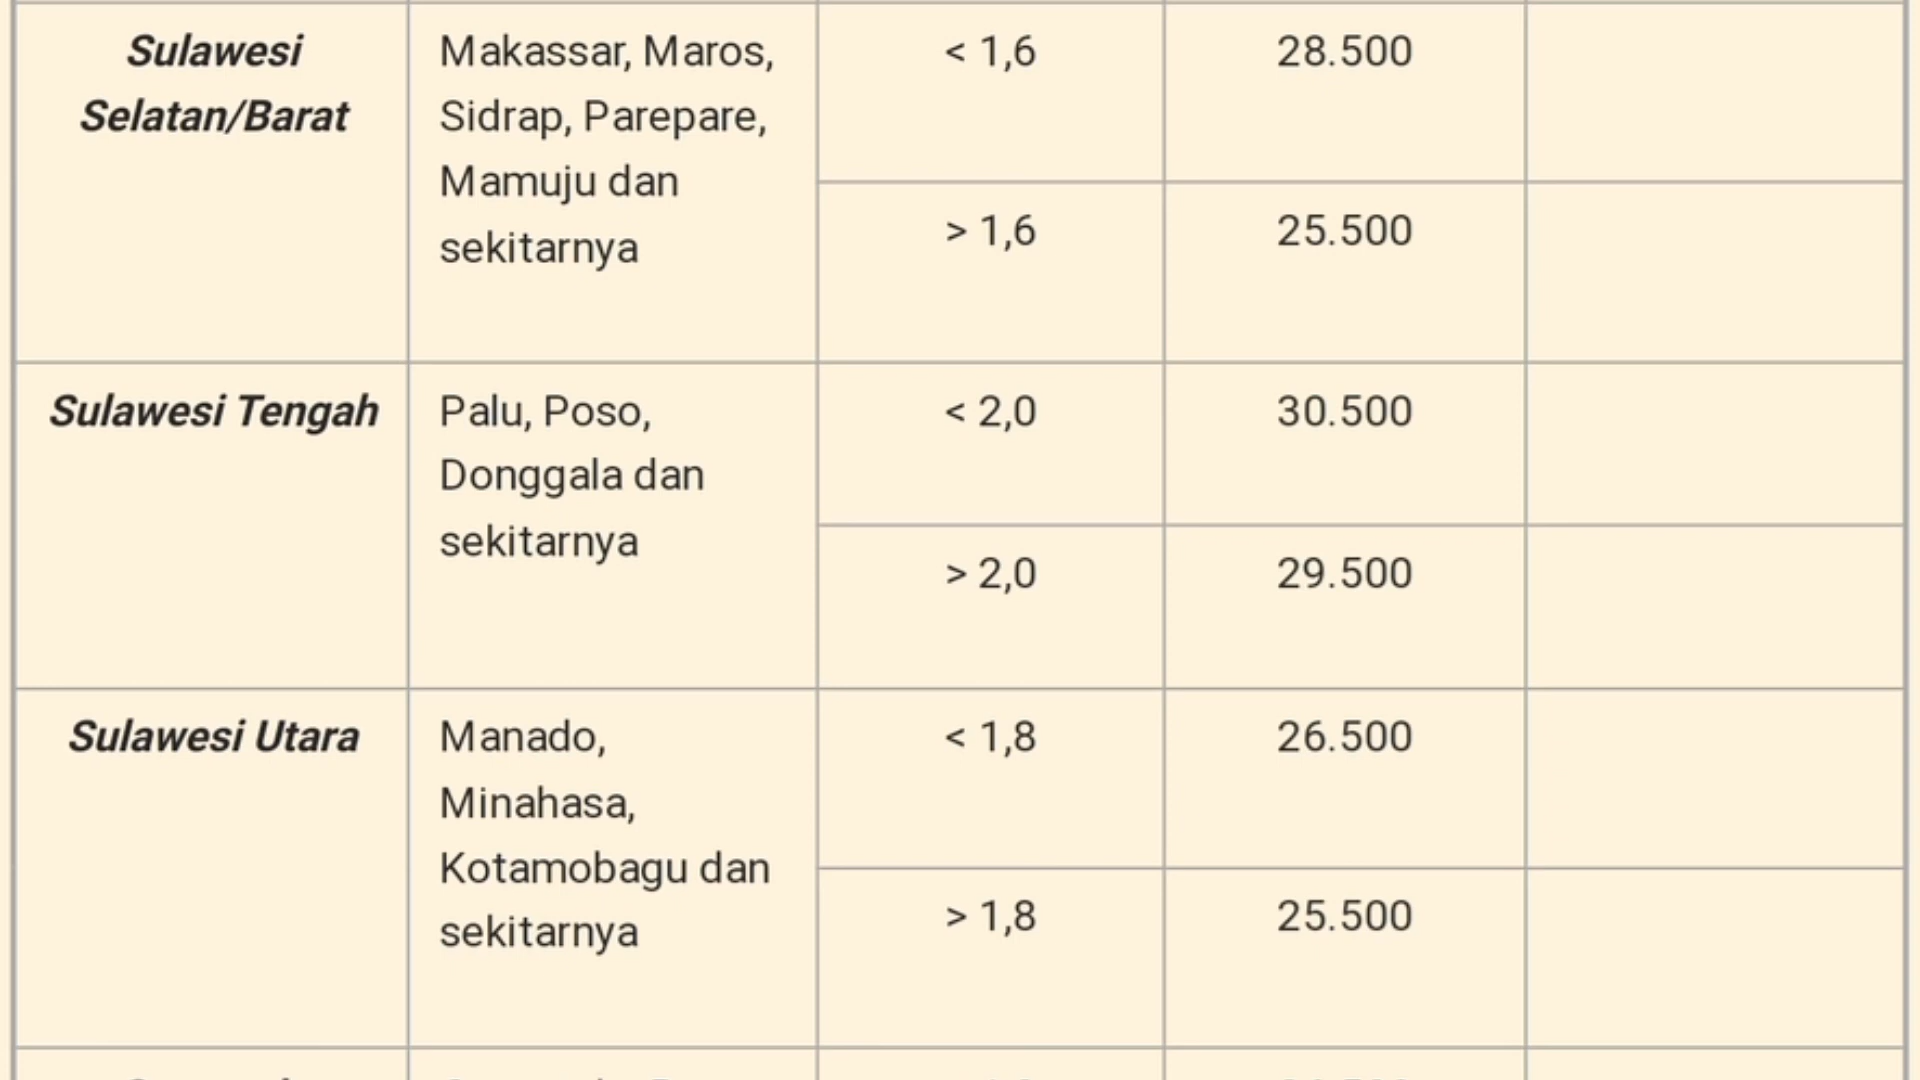 Sulawesi
Selatan/Barat
Makassar, Maros,
Sidrap, Parepare,
Mamuju dan
sekitarnya
< 1,6
28.500
> 1,6
25.500
Sulawesi Tengah
Palu, Poso,
Donggala dan
sekitarnya
< 2,0
30.500
> 2,0
29.500
Sulawesi Utara
Manado,
Minahasa,
Kotamobagu dan
sekitarnya
< 1,8
26.500
> 1,8
25.500